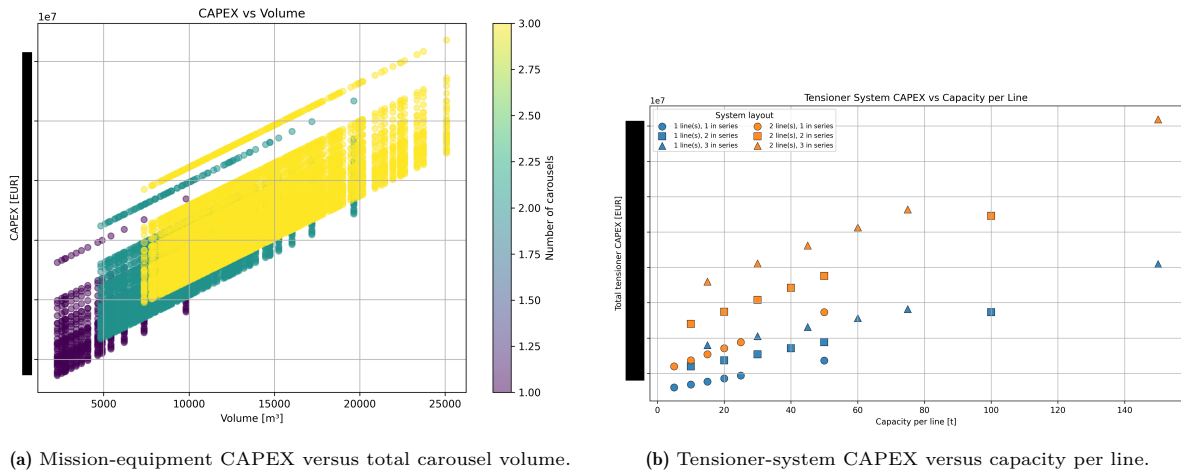 CAPEX vs Volume
1e7
CAPEX [EUR]
5000 10000 15000 20000 25000
Volume [m³]
3.00
2.75
2.50
2.25
2.00
1.75
1.50
1.25
1.00
Number of carousels
(a) Mission-equipment CAPEX versus total carousel volume.
Tensioner System CAPEX vs Capacity per Line
1e7
System layout
1 line(s), 1 in series
1 line(s), 2 in series
1 line(s), 3 in series
2 line(s), 1 in series
2 line(s), 2 in series
2 line(s), 3 in series
Total tensioner CAPEX [EUR]
0 20 40 60 80 100 120 140
Capacity per line [t]
(b) Tensioner-system CAPEX versus capacity per line.